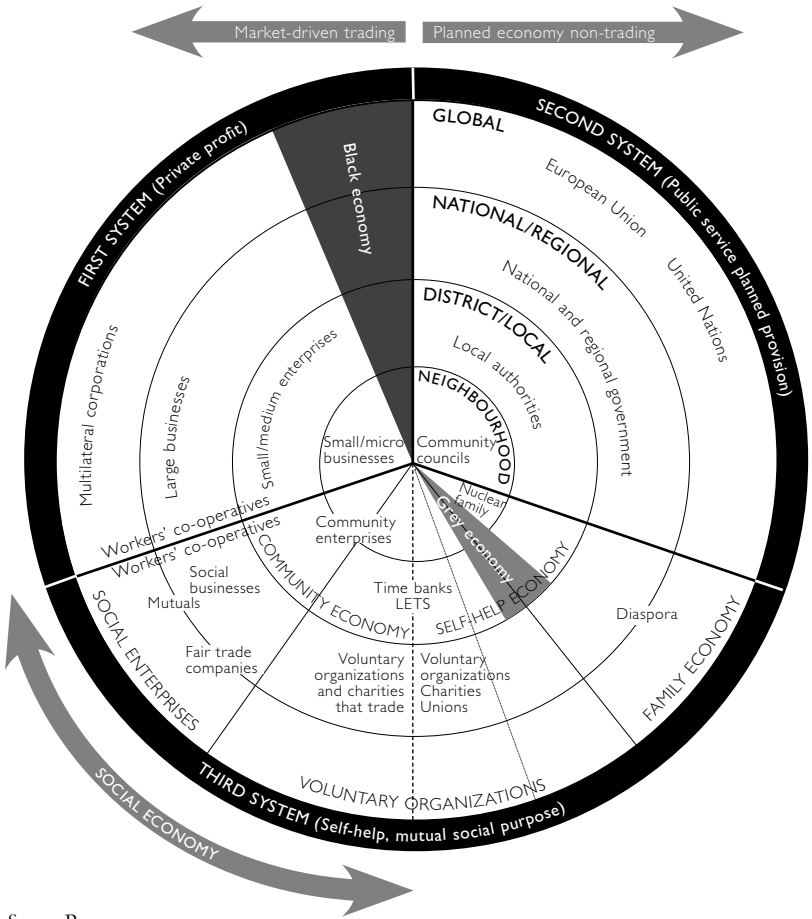 Market-driven trading
Planned economy non-trading
FIRST SYSTEM (Private profit)
SECOND SYSTEM (Public service planned provision)
Black economy
GLOBAL
European Union
United Nations
NATIONAL/REGIONAL
National and regional government
DISTRICT/LOCAL
Local authorities
NEIGHBOURHOOD
Community
councils
Multilateral corporations
Large businesses
Small/medium enterprises
Small/micro
businesses
Workers' co-operatives
Workers' co-operatives
Nuclear
family
Grey economy
Community
enterprises
COMMUNITY ECONOMY
Time banks
LETS
SELF-HELP ECONOMY
Social
businesses
Mutuals
Fair trade
companies
SOCIAL ENTERPRISES
Voluntary
organizations
and charities
that trade
Voluntary
organizations
Charities
Unions
Diaspora
FAMILY ECONOMY
VOLUNTARY ORGANIZATIONS
THIRD SYSTEM (Self-help, mutual social purpose)
SOCIAL ECONOMY